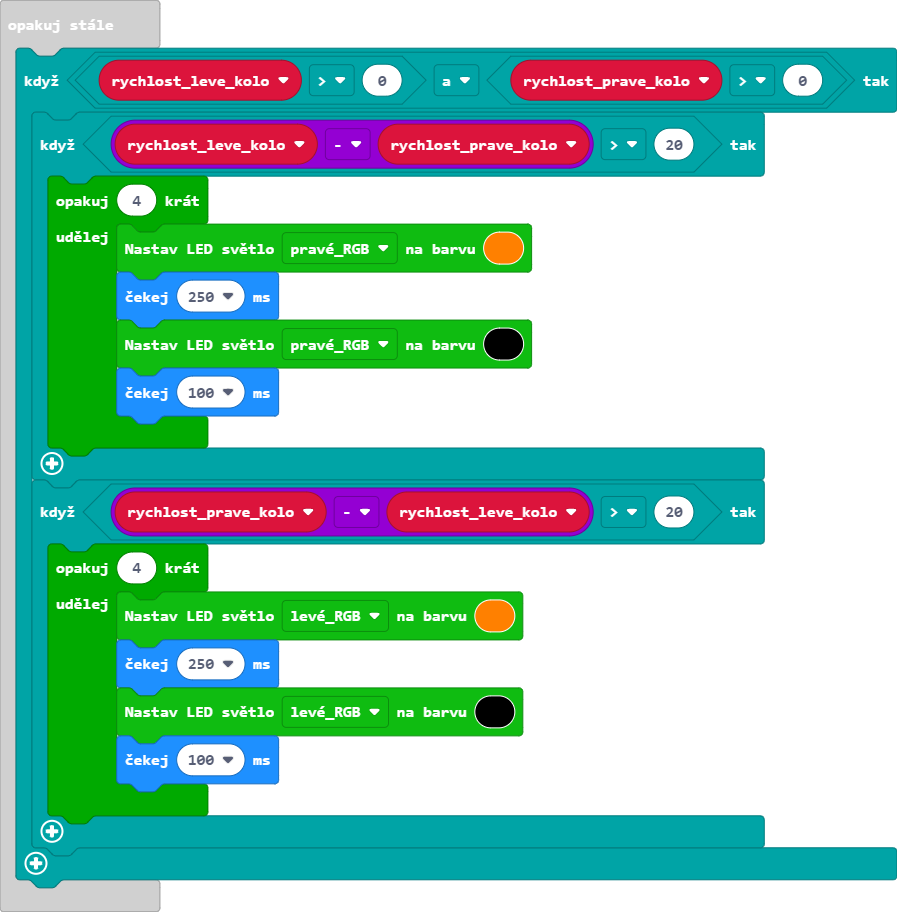 opakuj stále
když rychlost_leve_kolo > 0 a rychlost_prave_kolo > 0 tak
když rychlost_leve_kolo - rychlost_prave_kolo > 20 tak
opakuj 4 krát
udělej
Nastav LED světlo pravé_RGB na barvu
čekej 250 ms
Nastav LED světlo pravé_RGB na barvu
čekej 100 ms
když rychlost_prave_kolo - rychlost_leve_kolo > 20 tak
opakuj 4 krát
udělej
Nastav LED světlo levé_RGB na barvu
čekej 250 ms
Nastav LED světlo levé_RGB na barvu
čekej 100 ms